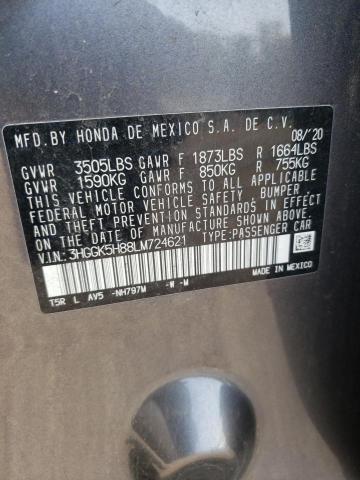 MFD. BY HONDA DE MEXICO S.A. DE C.V. 08/20
GVWR 3505LBS GAWR F 1873LBS R 1664LBS
GVWR 1590KG GAWR F 850KG R 755KG
THIS VEHICLE CONFORMS TO ALL APPLICABLE
FEDERAL MOTOR VEHICLE SAFETY, BUMPER,
AND THEFT PREVENTION STANDARDS IN EFFECT
ON THE DATE OF MANUFACTURE SHOWN ABOVE.
V.I.N: 3HGGK5H88LM724621 TYPE:PASSENGER CAR
MADE IN MEXICO
T5R L AV5 -NH797M -W -M